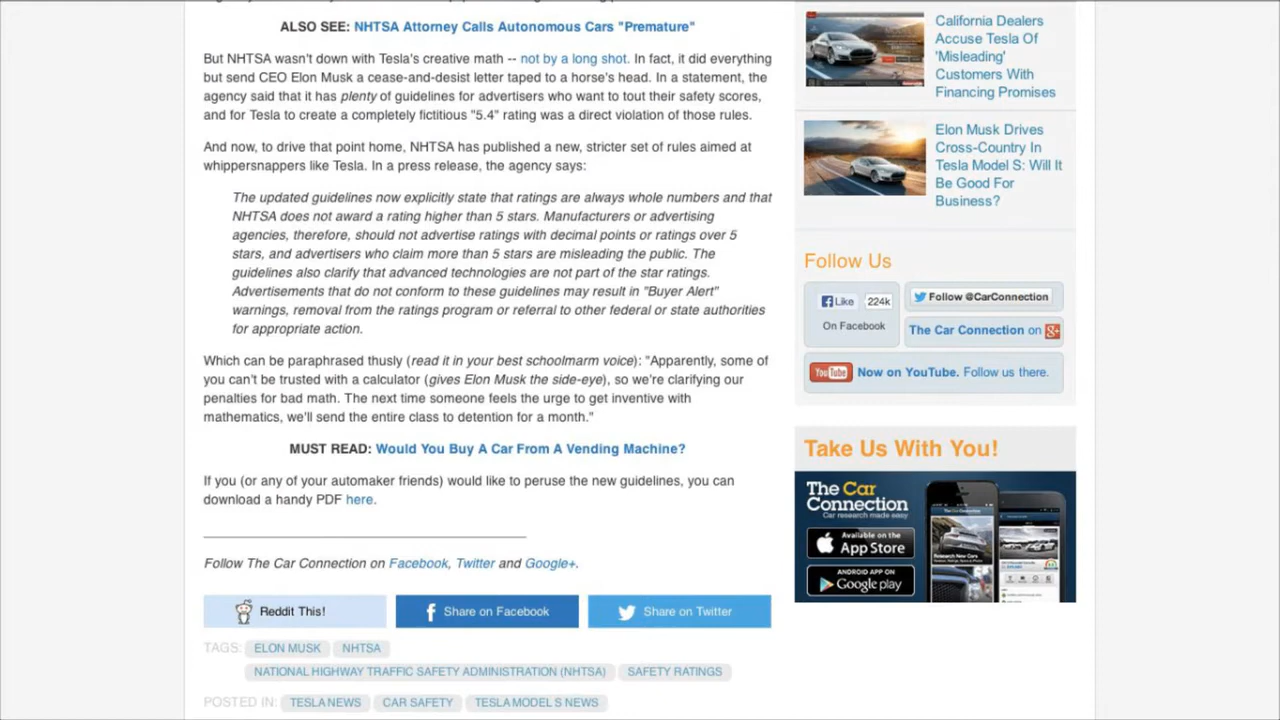 ALSO SEE: NHTSA Attorney Calls Autonomous Cars "Premature"
But NHTSA wasn't down with Tesla's creative math -- not by a long shot. In fact, it did everything
but send CEO Elon Musk a cease-and-desist letter taped to a horse's head. In a statement, the
agency said that it has plenty of guidelines for advertisers who want to tout their safety scores,
and for Tesla to create a completely fictitious "5.4" rating was a direct violation of those rules.
And now, to drive that point home, NHTSA has published a new, stricter set of rules aimed at
whippersnappers like Tesla. In a press release, the agency says:
The updated guidelines now explicitly state that ratings are always whole numbers and that
NHTSA does not award a rating higher than 5 stars. Manufacturers or advertising
agencies, therefore, should not advertise ratings with decimal points or ratings over 5
stars, and advertisers who claim more than 5 stars are misleading the public. The
guidelines also clarify that advanced technologies are not part of the star ratings.
Advertisements that do not conform to these guidelines may result in "Buyer Alert"
warnings, removal from the ratings program or referral to other federal or state authorities
for appropriate action.
Which can be paraphrased thusly (read it in your best schoolmarm voice): "Apparently, some of
you can't be trusted with a calculator (gives Elon Musk the side-eye), so we're clarifying our
penalties for bad math. The next time someone feels the urge to get inventive with
mathematics, we'll send the entire class to detention for a month."
MUST READ: Would You Buy A Car From A Vending Machine?
If you (or any of your automaker friends) would like to peruse the new guidelines, you can
download a handy PDF here.
Follow The Car Connection on Facebook, Twitter and Google+.
Reddit This!
Share on Facebook
Share on Twitter
TAGS: ELON MUSK NHTSA
NATIONAL HIGHWAY TRAFFIC SAFETY ADMINISTRATION (NHTSA) SAFETY RATINGS
POSTED IN: TESLA NEWS CAR SAFETY TESLA MODEL S NEWS
California Dealers
Accuse Tesla Of
'Misleading'
Customers With
Financing Promises
Elon Musk Drives
Cross-Country In
Tesla Model S: Will It
Be Good For
Business?
Follow Us
Like 224k
On Facebook
Follow @CarConnection
The Car Connection on g+
YouTube Now on YouTube. Follow us there.
Take Us With You!
The Car
Connection
Car research made easy
Available on the
App Store
ANDROID APP ON
Google play